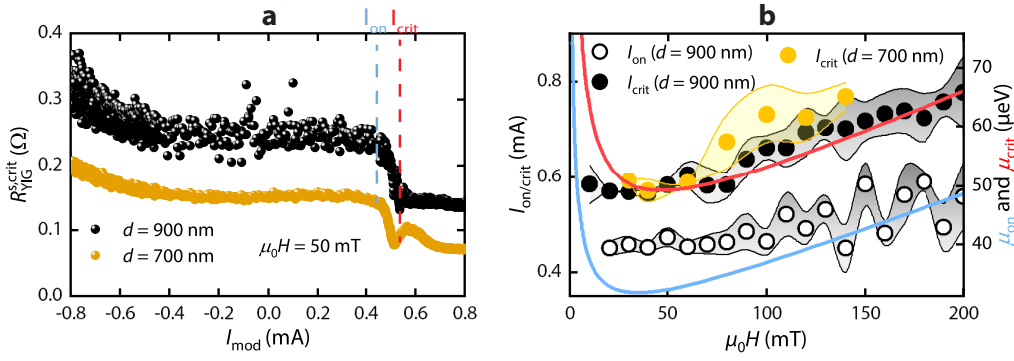 a
I on I crit
0.4
0.3
0.2
0.1
0.0
R^ps.crit_YIG (Ω)
d = 900 nm
d = 700 nm
μ0H = 50 mT
-0.8 -0.6 -0.4 -0.2 0.0 0.2 0.4 0.6 0.8
I_mod (mA)
b
I_on (d = 900 nm)
I_crit (d = 700 nm)
I_crit (d = 900 nm)
0.8
0.6
0.4
I_on/crit (mA)
70
60
50
40
μ_on and μ_crit (μeV)
0 50 100 150 200
μ0H (mT)